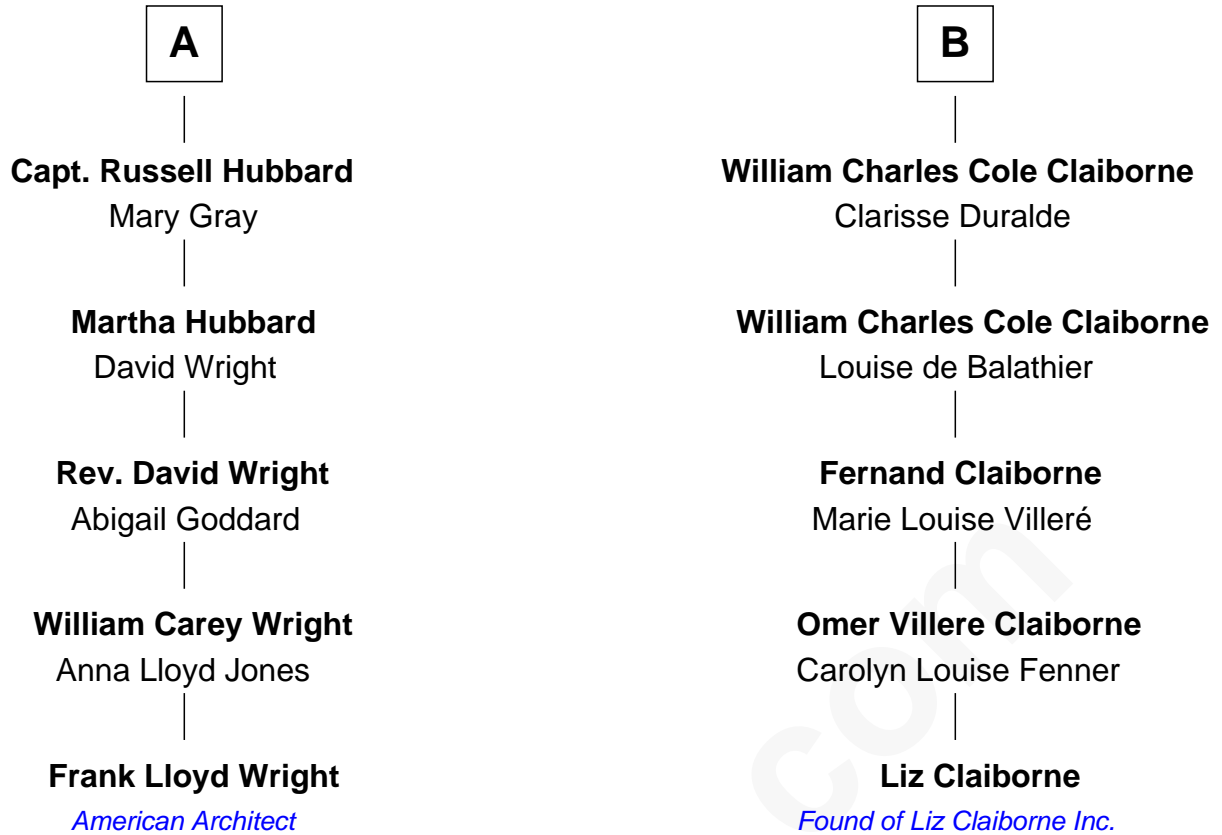 A
Capt. Russell Hubbard
Mary Gray
Martha Hubbard
David Wright
Rev. David Wright
Abigail Goddard
William Carey Wright
Anna Lloyd Jones
Frank Lloyd Wright
American Architect
B
William Charles Cole Claiborne
Clarisse Duralde
William Charles Cole Claiborne
Louise de Balathier
Fernand Claiborne
Marie Louise Villeré
Omer Villere Claiborne
Carolyn Louise Fenner
Liz Claiborne
Found of Liz Claiborne Inc.
com